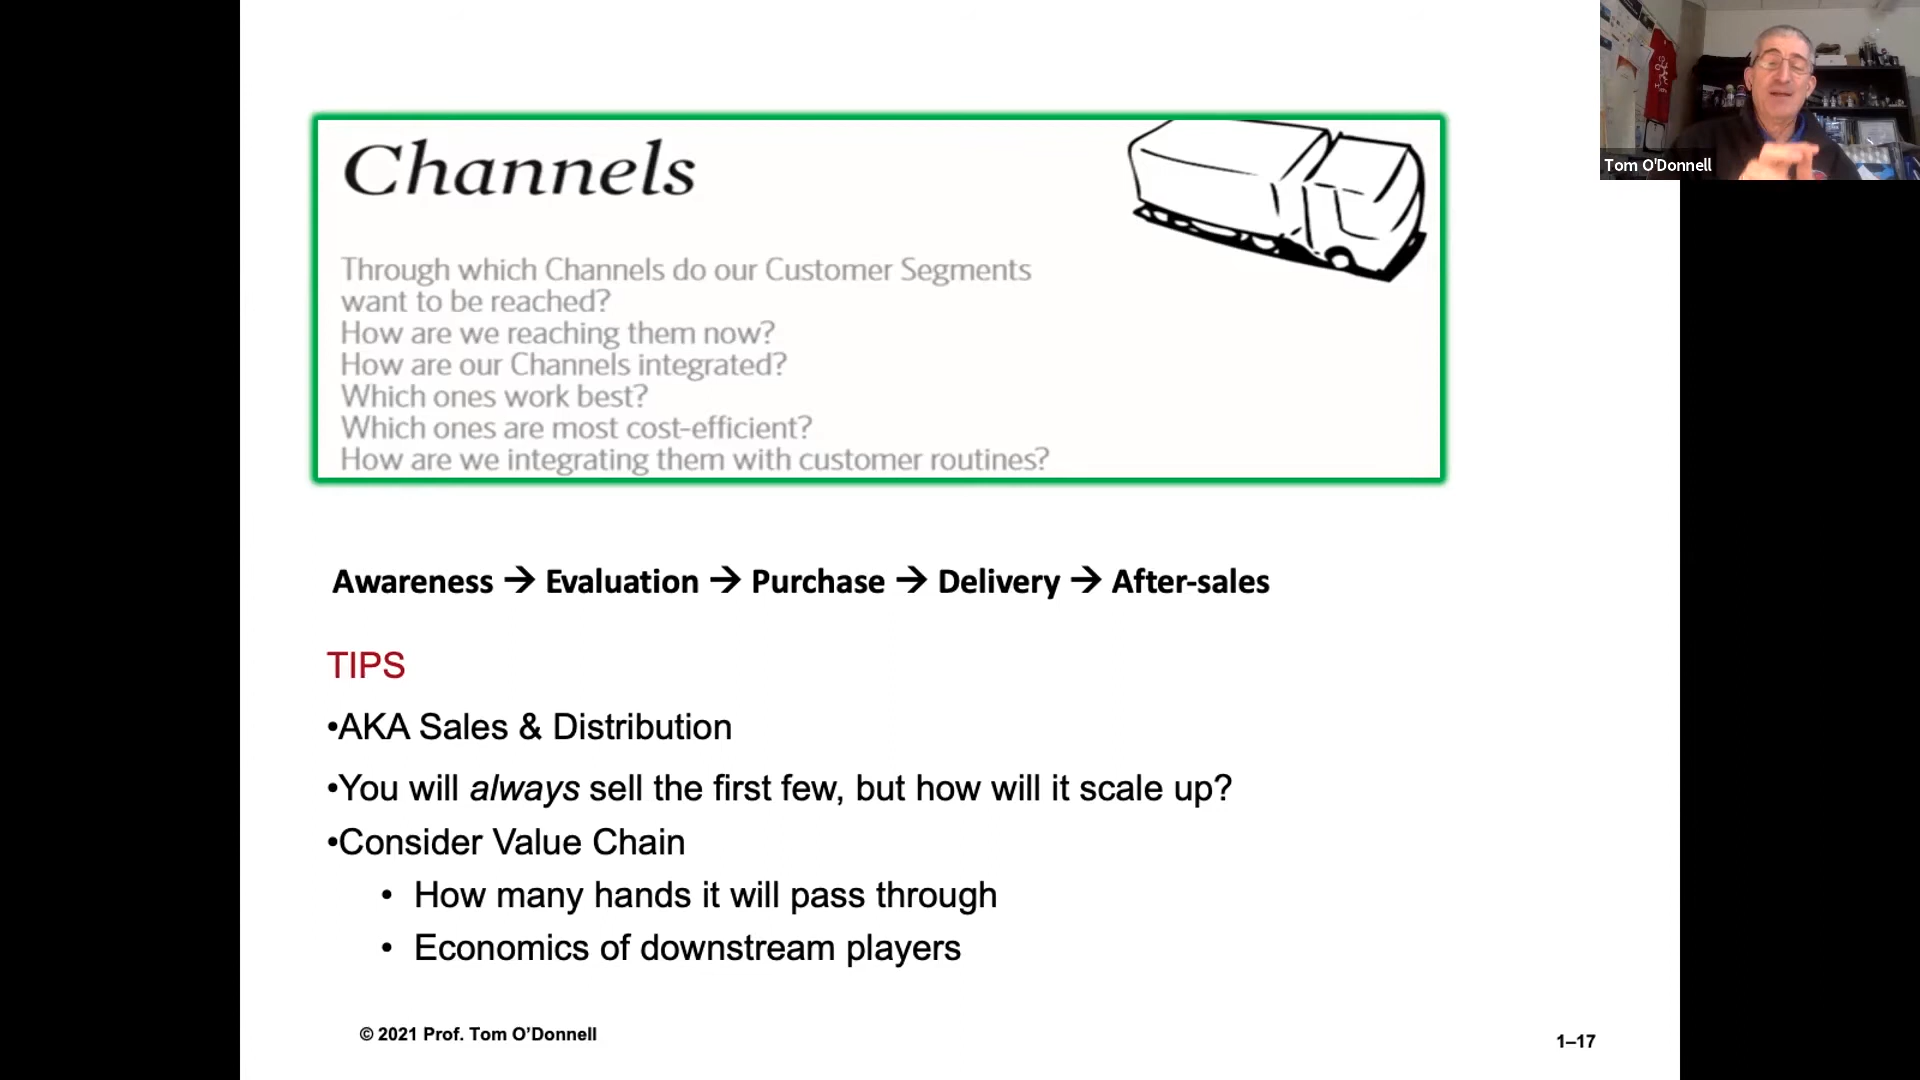 Channels
Through which Channels do our Customer Segments
want to be reached?
How are we reaching them now?
How are our Channels integrated?
Which ones work best?
Which ones are most cost-efficient?
How are we integrating them with customer routines?
Awareness → Evaluation → Purchase → Delivery → After-sales
TIPS
•AKA Sales & Distribution
•You will always sell the first few, but how will it scale up?
•Consider Value Chain
• How many hands it will pass through
• Economics of downstream players
© 2021 Prof. Tom O’Donnell
1–17
Tom O'Donnell